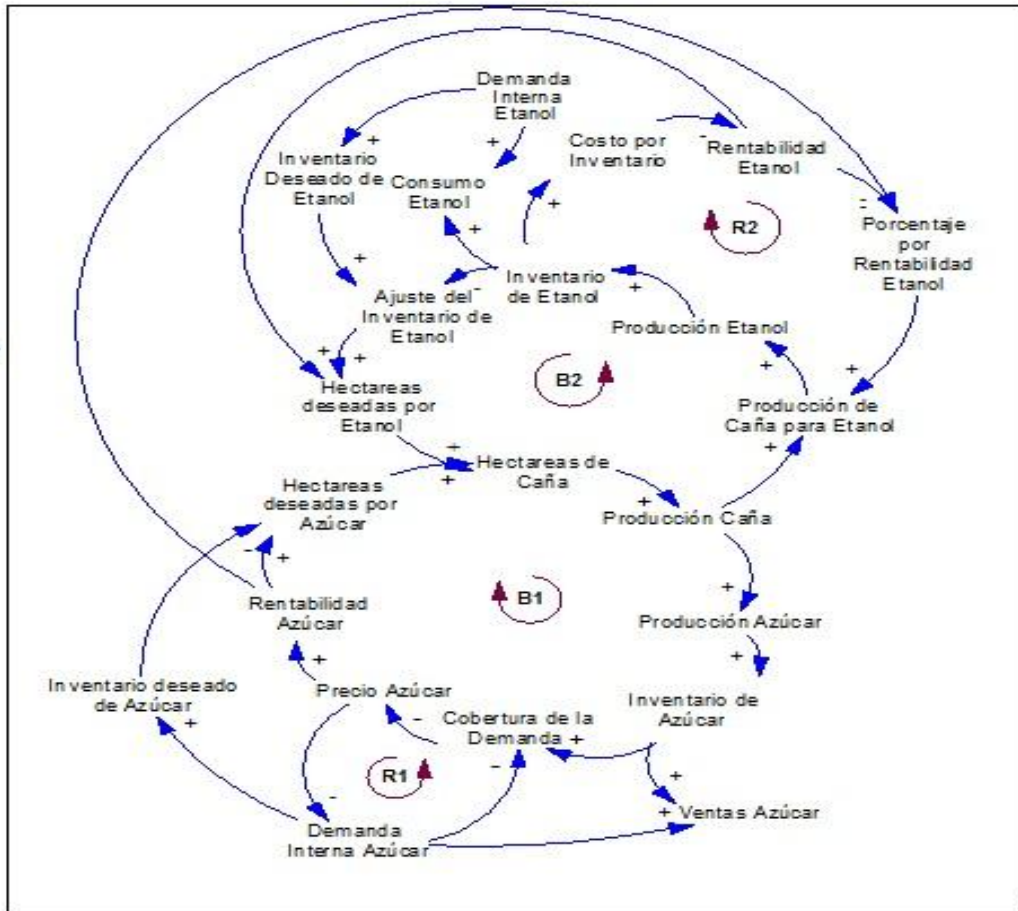 Demanda
Interna
Etanol
+
+
Costo por
Inventario
-
Rentabilidad
Etanol
Inventario
Deseado de
Etanol
Consumo
Etanol
+
+
-
R2
Porcentaje
por
Rentabilidad
Etanol
+
-
Inventario
de Etanol
+
Ajuste del
Inventario de
Etanol
Producción Etanol
+
+
B2
+
+
Hectareas
deseadas por
Etanol
Producción de
Caña para Etanol
+
+
+
Hectareas de
Caña
Hectareas
deseadas por
Azúcar
+
Producción Caña
-
+
B1
+
Rentabilidad
Azúcar
Producción Azúcar
+
+
Inventario deseado
de Azúcar
+
Precio Azúcar
-
Cobertura de la
Demanda
+
Inventario de
Azúcar
R1
-
+
-
+
Ventas Azúcar
Demanda
Interna Azúcar